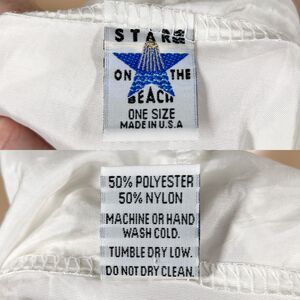 STARS
ON THE
BEACH
ONE SIZE
MADE IN U.S.A
50% POLYESTER
50% NYLON
MACHINE OR HAND
WASH COLD.
TUMBLE DRY LOW.
DO NOT DRY CLEAN.